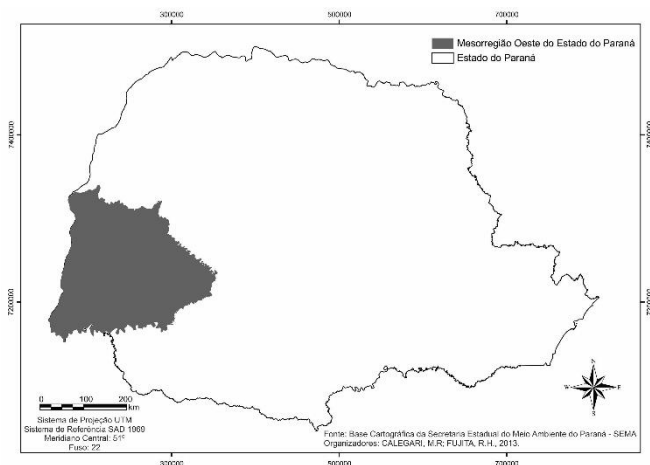 300000 500000 700000
Mesorregião Oeste do Estado do Paraná
Estado do Paraná
7400000 7400000
7200000 7200000
0 100 200
km
Sistema de Projeção UTM
Sistema de Referência SAD 1969
Meridiano Central: 51º
Fuso: 22
N
W E
S
Fonte: Base Cartográfica da Secretaria Estadual do Meio Ambiente do Paraná - SEMA
Organizadores: CALEGARI, M.R; FUJITA, R.H., 2013.
300000 500000 700000